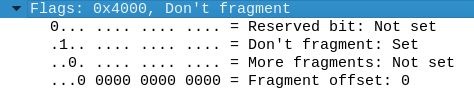 Flags: 0x4000, Don't fragment
0... .... .... .... = Reserved bit: Not set
.1.. .... .... .... = Don't fragment: Set
..0. .... .... .... = More fragments: Not set
...0 0000 0000 0000 = Fragment offset: 0